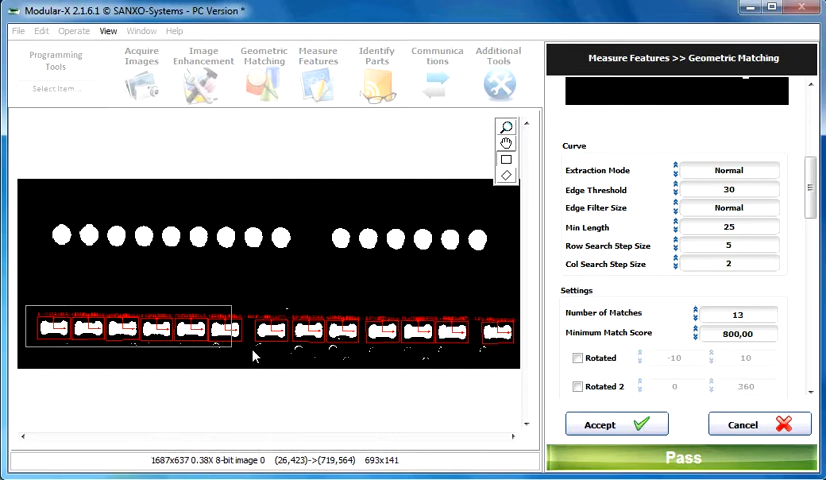 Modular-X 2.1.6.1 © SANXO-Systems - PC Version *
File Edit Operate View Window Help
Programming Tools
Select Item...
Acquire Images
Image Enhancement
Geometric Matching
Measure Features
Identify Parts
Communica tions
Additional Tools
Measure Features >> Geometric Matching
Curve
Extraction Mode Normal
Edge Threshold 30
Edge Filter Size Normal
Min Length 25
Row Search Step Size 5
Col Search Step Size 2
Settings
Number of Matches 13
Minimum Match Score 800,00
Rotated -10 10
Rotated 2 0 360
Accept Cancel
1687x637 0.38X 8-bit image 0 (26,423)->(719,564) 693x141
Pass